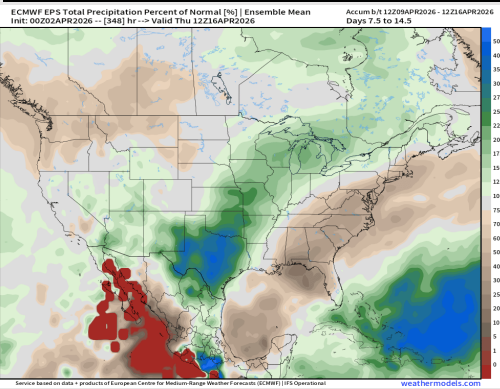 ECMWF EPS Total Precipitation Percent of Normal [%] | Ensemble Mean
Accum b/t 12Z09APR2026 - 12Z16APR2026
Init: 00Z02APR2026 -- [348] hr --> Valid Thu 12Z16APR2026
Days 7.5 to 14.5
Service based on data + products of European Centre for Medium-Range Weather Forecasts (ECMWF) | IFS Operational
weathermodels.com